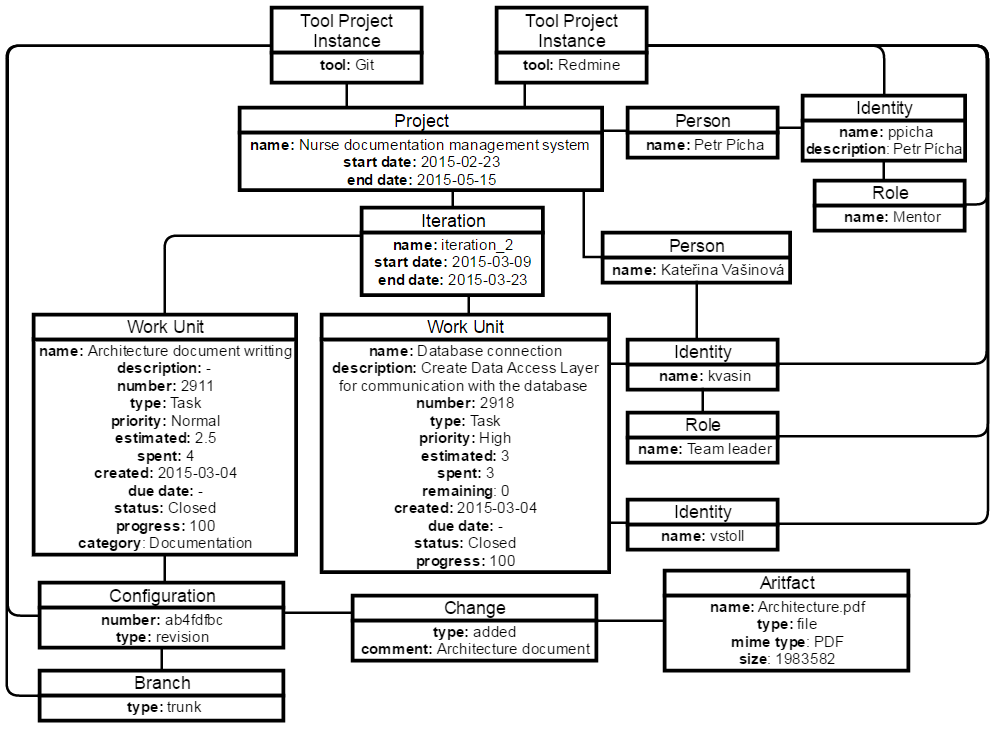 Tool Project
Instance
tool: Git
Tool Project
Instance
tool: Redmine
Project
name: Nurse documentation management system
start date: 2015-02-23
end date: 2015-05-15
Person
name: Petr Pícha
Identity
name: ppicha
description: Petr Pícha
Role
name: Mentor
Iteration
name: iteration_2
start date: 2015-03-09
end date: 2015-03-23
Person
name: Kateřina Vašinová
Work Unit
name: Architecture document writting
description: -
number: 2911
type: Task
priority: Normal
estimated: 2.5
spent: 4
created: 2015-03-04
due date: -
status: Closed
progress: 100
category: Documentation
Work Unit
name: Database connection
description: Create Data Access Layer
for communication with the database
number: 2918
type: Task
priority: High
estimated: 3
spent: 3
remaining: 0
created: 2015-03-04
due date: -
status: Closed
progress: 100
Identity
name: kvasin
Role
name: Team leader
Identity
name: vstoll
Configuration
number: ab4fdfbc
type: revision
Change
type: added
comment: Architecture document
Aritfact
name: Architecture.pdf
type: file
mime type: PDF
size: 1983582
Branch
type: trunk